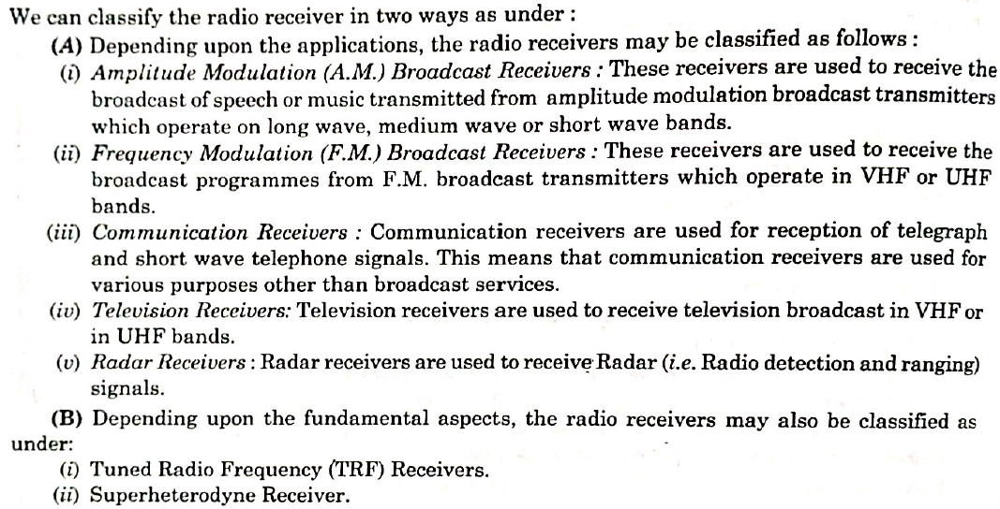 We can classify the radio receiver in two ways as under :
(A) Depending upon the applications, the radio receivers may be classified as follows :
(i) Amplitude Modulation (A.M.) Broadcast Receivers : These receivers are used to receive the
broadcast of speech or music transmitted from amplitude modulation broadcast transmitters
which operate on long wave, medium wave or short wave bands.
(ii) Frequency Modulation (F.M.) Broadcast Receivers : These receivers are used to receive the
broadcast programmes from F.M. broadcast transmitters which operate in VHF or UHF
bands.
(iii) Communication Receivers : Communication receivers are used for reception of telegraph
and short wave telephone signals. This means that communication receivers are used for
various purposes other than broadcast services.
(iv) Television Receivers: Television receivers are used to receive television broadcast in VHF or
in UHF bands.
(v) Radar Receivers : Radar receivers are used to receive Radar (i.e. Radio detection and ranging)
signals.
(B) Depending upon the fundamental aspects, the radio receivers may also be classified as
under:
(i) Tuned Radio Frequency (TRF) Receivers.
(ii) Superheterodyne Receiver.